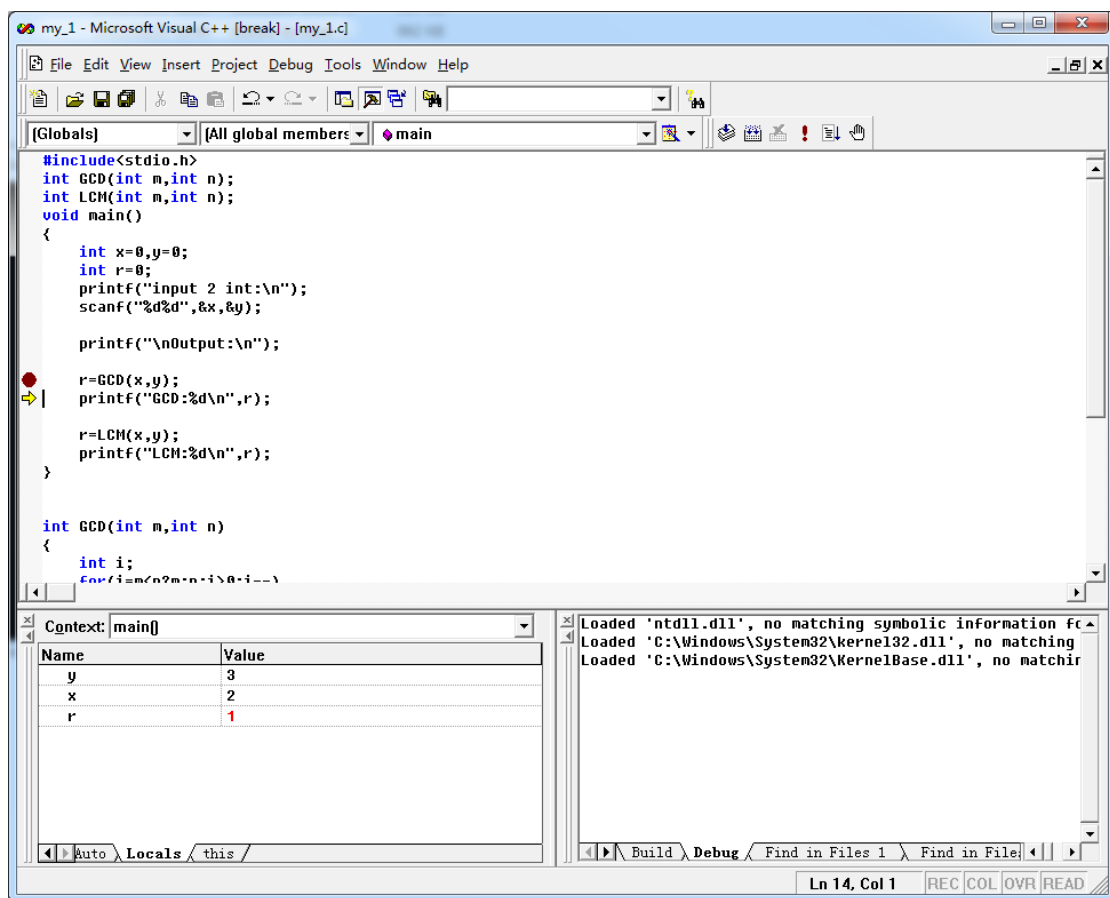 my_1 - Microsoft Visual C++ [break] - [my_1.c]
File Edit View Insert Project Debug Tools Window Help
(Globals) (All global members main
#include<stdio.h>
int GCD(int m,int n);
int LCM(int m,int n);
void main()
{
int x=0,y=0;
int r=0;
printf("input 2 int:\n");
scanf("%d%d",&x,&y);
printf("\nOutput:\n");
r=GCD(x,y);
printf("GCD:%d\n",r);
r=LCM(x,y);
printf("LCM:%d\n",r);
}
int GCD(int m,int n)
{
int i;
for(i=m<n?m:n;i>0;i--)
Context: main()
Name Value
y 3
x 2
r 1
Auto Locals this
Loaded 'ntdll.dll', no matching symbolic information fc
Loaded 'C:\Windows\System32\kernel32.dll', no matching
Loaded 'C:\Windows\System32\KernelBase.dll', no matchir
Build Debug Find in Files 1 Find in File
Ln 14, Col 1 REC COL OVR READ